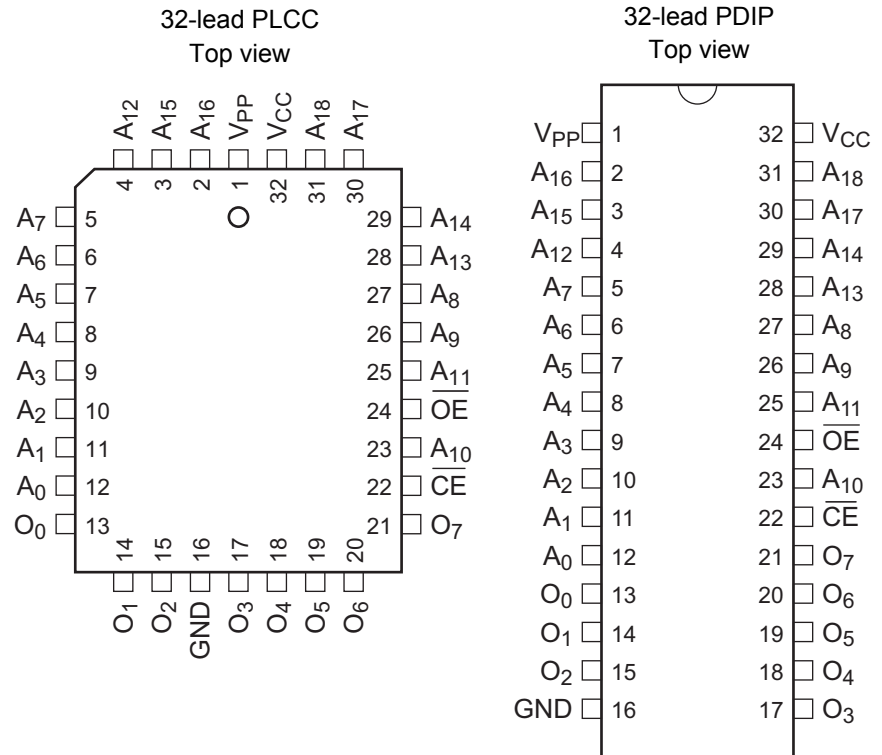 32-lead PLCC
Top view
A12 A15 A16 VPP VCC A18 A17
4 3 2 1 32 31 30
A7 5 29 A14
A6 6 28 A13
A5 7 27 A8
A4 8 26 A9
A3 9 25 A11
A2 10 24 OE
A1 11 23 A10
A0 12 22 CE
O0 13 21 O7
14 15 16 17 18 19 20
O1 O2 GND O3 O4 O5 O6
32-lead PDIP
Top view
VPP 1 32 VCC
A16 2 31 A18
A15 3 30 A17
A12 4 29 A14
A7 5 28 A13
A6 6 27 A8
A5 7 26 A9
A4 8 25 A11
A3 9 24 OE
A2 10 23 A10
A1 11 22 CE
A0 12 21 O7
O0 13 20 O6
O1 14 19 O5
O2 15 18 O4
GND 16 17 O3